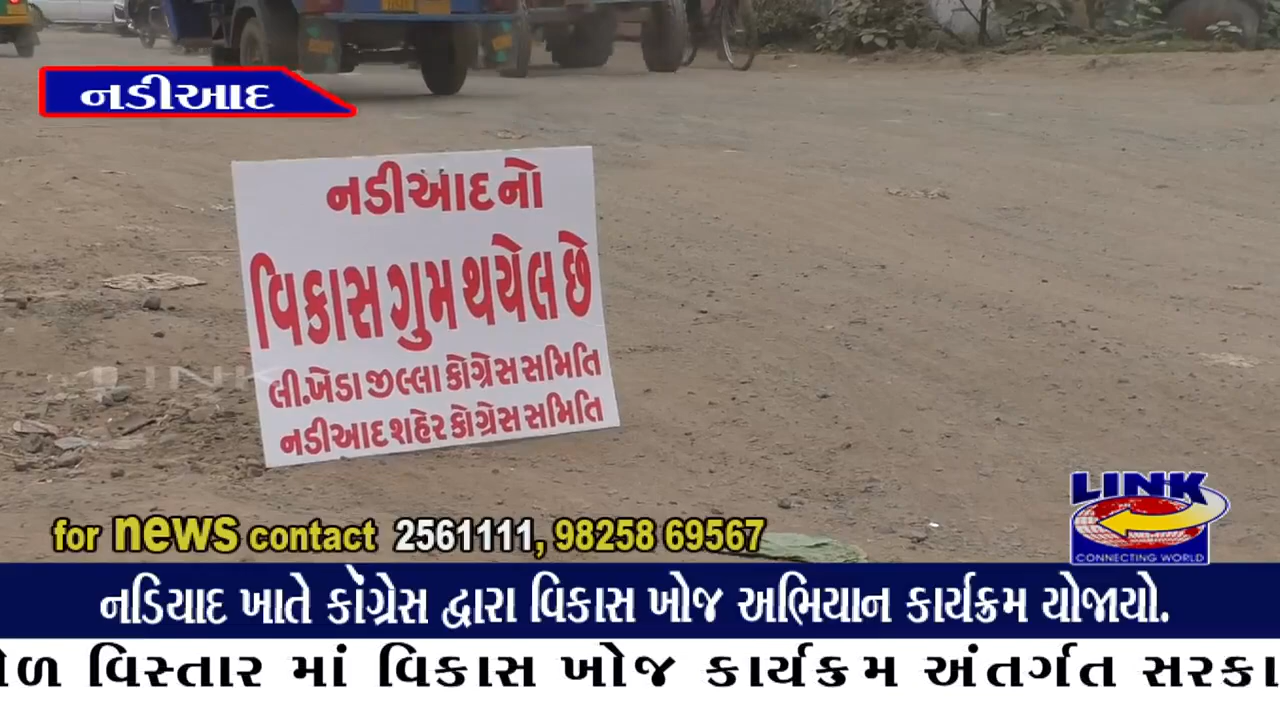 નડીઆદ
નડીઆદનો
વિકાસ ગુમ થયેલ છે
લી.ખેડા જીલ્લા કોગ્રેસ સમિતિ
નડીઆદ શહેર કોગ્રેસ સમિતિ
LINK
LINK
CONNECTING WORLD
for news contact 2561111, 98258 69567
નડિયાદ ખાતે કોંગ્રેસ દ્વારા વિકાસ ખોજ અભિયાન કાર્યક્રમ યોજાયો.
વિસ્તાર માં વિકાસ ખોજ કાર્યક્રમ અંતર્ગત